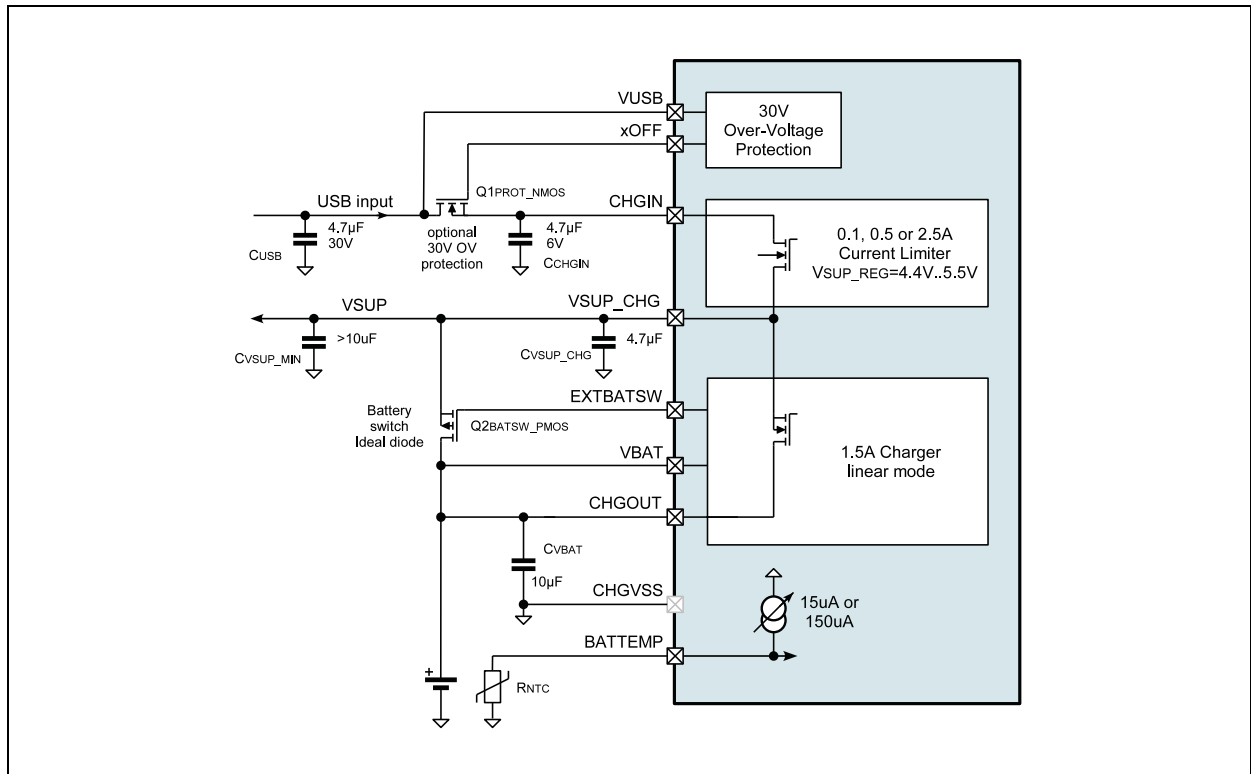 VUSB
xOFF
30V
Over-Voltage
Protection
Q1PROT_NMOS
USB input
CHGIN
4.7µF
30V
CUSB
optional
30V OV
protection
4.7µF
6V
CCHGIN
0.1, 0.5 or 2.5A
Current Limiter
VSUP_REG=4.4V..5.5V
VSUP
VSUP_CHG
>10uF
CVSUP_MIN
4.7µF
CVSUP_CHG
EXTBATSW
Battery
switch
Ideal diode
Q2BATSW_PMOS
VBAT
1.5A Charger
linear mode
CHGOUT
CVBAT
10µF
CHGVSS
15uA or
150uA
BATTEMP
+
RNTC